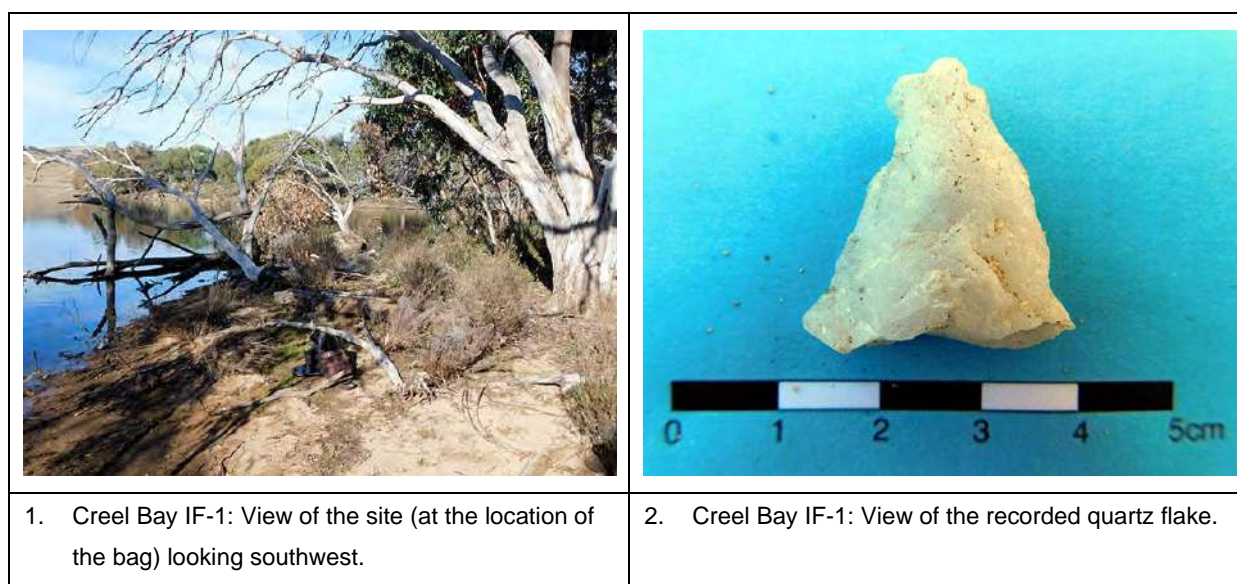 0 1 2 3 4 5cm
1. Creel Bay IF-1: View of the site (at the location of
the bag) looking southwest.
2. Creel Bay IF-1: View of the recorded quartz flake.